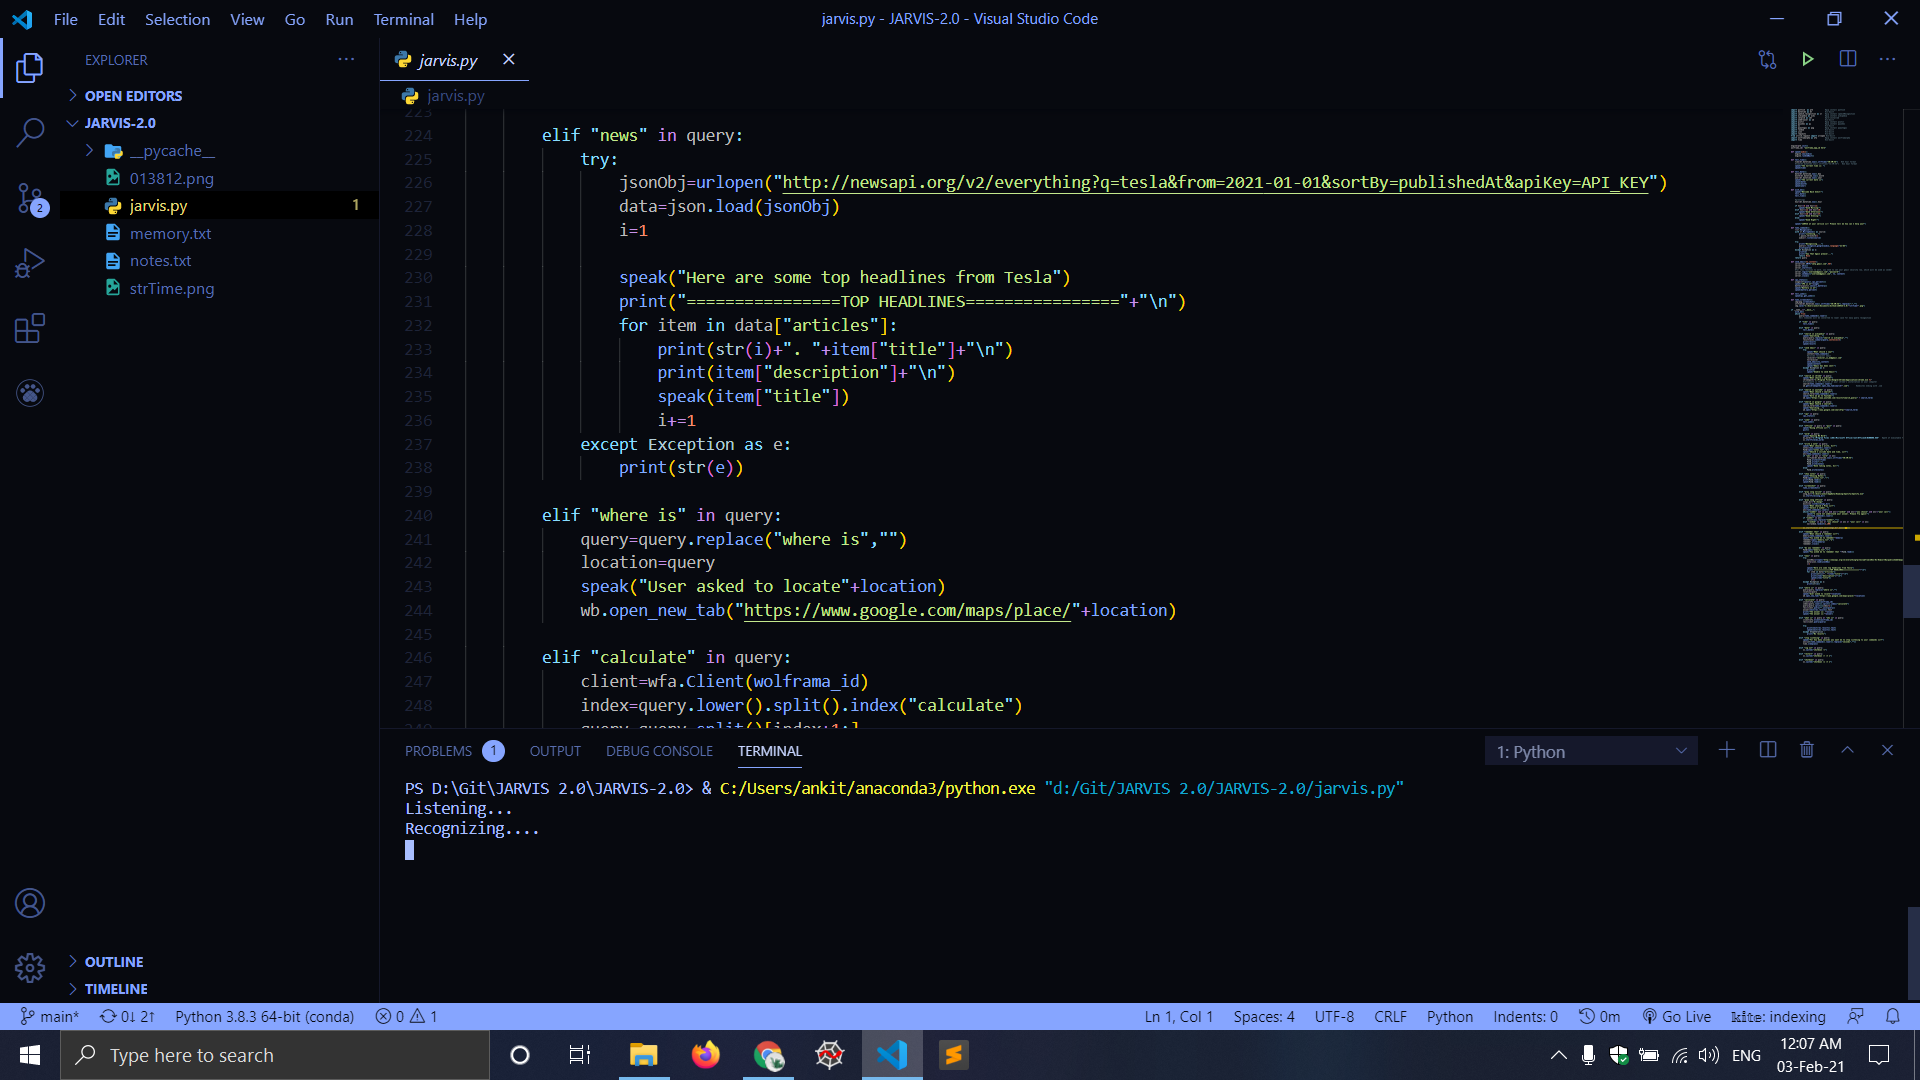 File Edit Selection View Go Run Terminal Help
jarvis.py - JARVIS-2.0 - Visual Studio Code
EXPLORER
OPEN EDITORS
JARVIS-2.0
__pycache__
013812.png
jarvis.py 1
memory.txt
notes.txt
strTime.png
2
OUTLINE
TIMELINE
jarvis.py
jarvis.py
223
224 elif "news" in query:
225 try:
226 jsonObj=urlopen("http://newsapi.org/v2/everything?q=tesla&from=2021-01-01&sortBy=publishedAt&apiKey=API_KEY")
227 data=json.load(jsonObj)
228 i=1
229
230 speak("Here are some top headlines from Tesla")
231 print("================TOP HEADLINES================"+"\n")
232 for item in data["articles"]:
233 print(str(i)+". "+item["title"]+"\n")
234 print(item["description"]+"\n")
235 speak(item["title"])
236 i+=1
237 except Exception as e:
238 print(str(e))
239
240 elif "where is" in query:
241 query=query.replace("where is","")
242 location=query
243 speak("User asked to locate"+location)
244 wb.open_new_tab("https://www.google.com/maps/place/"+location)
245
246 elif "calculate" in query:
247 client=wfa.Client(wolframa_id)
248 index=query.lower().split().index("calculate")
PROBLEMS 1 OUTPUT DEBUG CONSOLE TERMINAL
1: Python
PS D:\Git\JARVIS 2.0\JARVIS-2.0> & C:/Users/ankit/anaconda3/python.exe "d:/Git/JARVIS 2.0/JARVIS-2.0/jarvis.py"
Listening...
Recognizing....
main* 0↓ 2↑ Python 3.8.3 64-bit (conda) 0 1
Ln 1, Col 1 Spaces: 4 UTF-8 CRLF Python Indents: 0 0m Go Live kite: indexing
Type here to search
ENG
12:07 AM
03-Feb-21